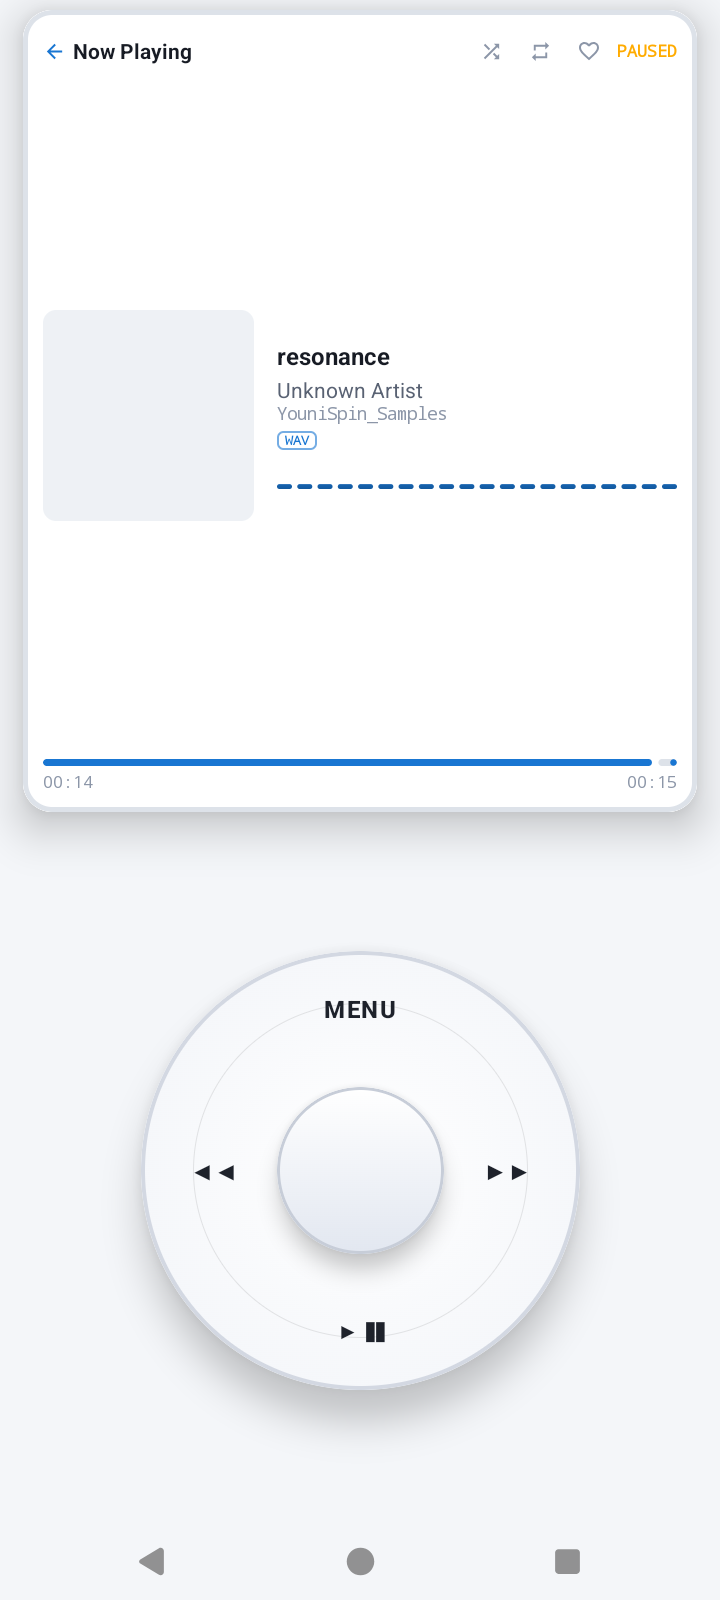 Now Playing
PAUSED
resonance
Unknown Artist
YouniSpin_Samples
WAV
00:14
00:15
MENU